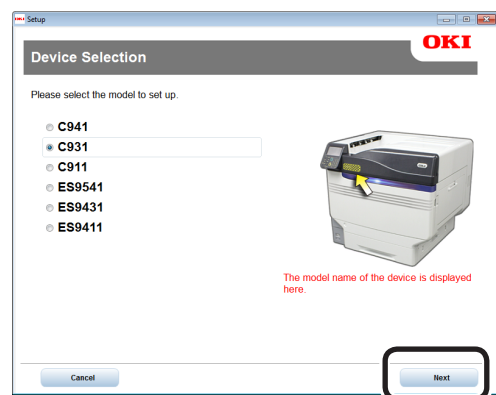 OKI Setup
OKI
Device Selection
Please select the model to set up.
C941
C931
C911
ES9541
ES9431
ES9411
The model name of the device is displayed
here.
Cancel
Next